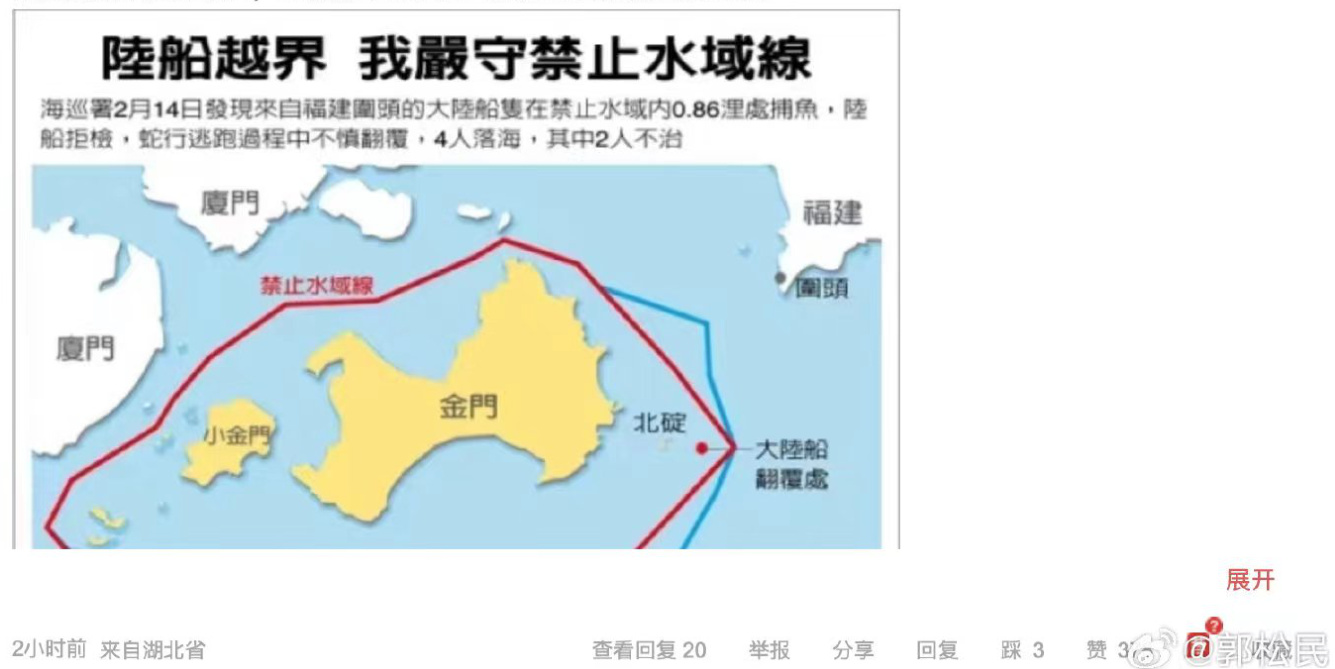 陸船越界 我嚴守禁止水域線
海巡署2月14日發現來自福建圍頭的大陸船隻在禁止水域內0.86浬處捕魚，陸
船拒檢，蛇行逃跑過程中不慎翻覆，4人落海，其中2人不治
廈門
福建
禁止水域線
圍頭
廈門
金門
北碇
小金門
大陸船
翻覆處
展开
2小时前 来自湖北省
查看回复 20 举报 分享 回复 踩 3 赞
@郭松民